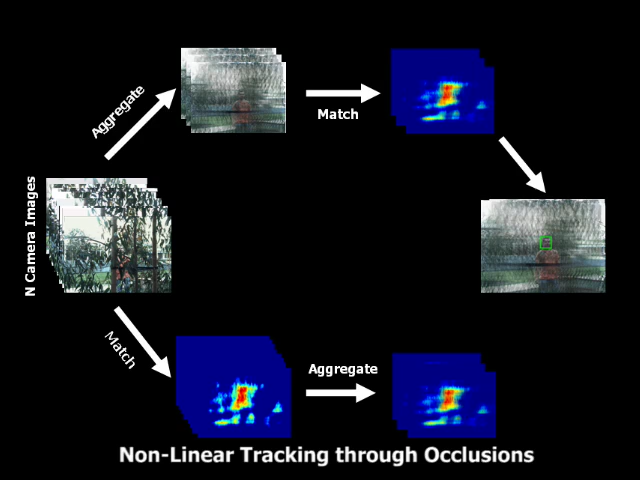 Aggregate
Match
N Camera Images
Match
Aggregate
Non-Linear Tracking through Occlusions